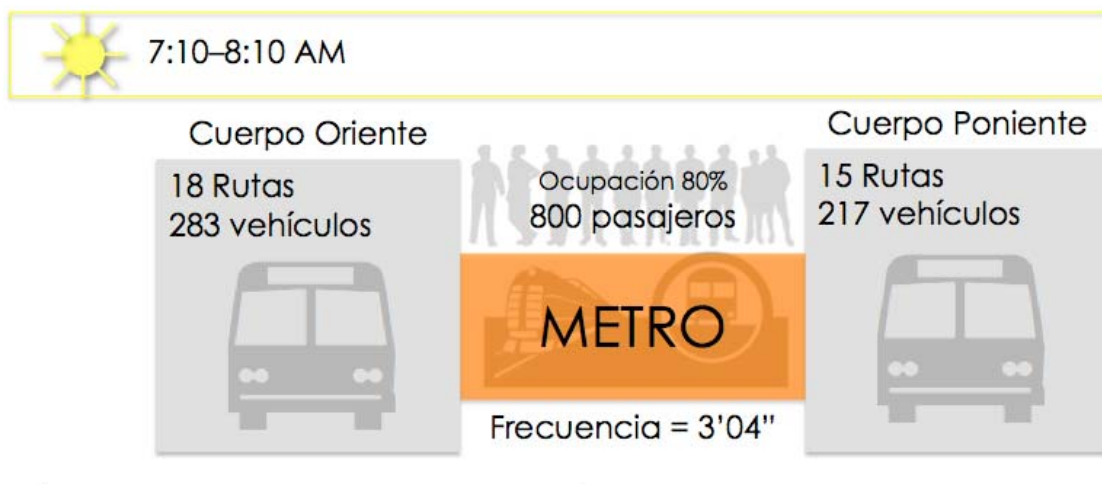 7:10–8:10 AM
Cuerpo Oriente
18 Rutas
283 vehículos
Ocupación 80%
800 pasajeros
METRO
Frecuencia = 3’04”
Cuerpo Poniente
15 Rutas
217 vehículos